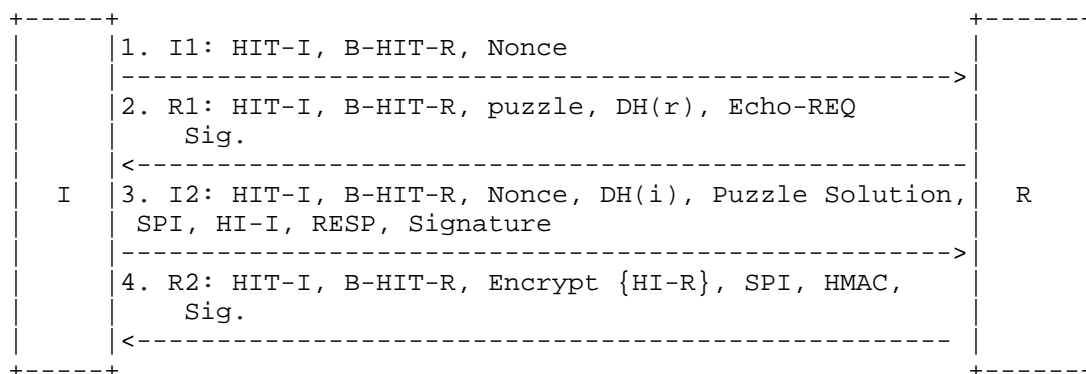 1. I1: HIT-I, B-HIT-R, Nonce
2. R1: HIT-I, B-HIT-R, puzzle, DH(r), Echo-REQ
Sig.
I 3. I2: HIT-I, B-HIT-R, Nonce, DH(i), Puzzle Solution, R
SPI, HI-I, RESP, Signature
4. R2: HIT-I, B-HIT-R, Encrypt {HI-R}, SPI, HMAC,
Sig.